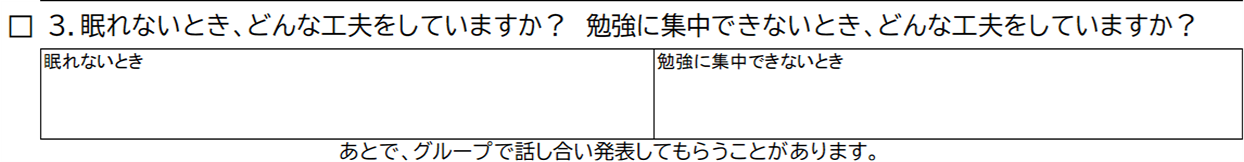 □ 3. 眠れないとき、どんな工夫をしていますか？ 勉強に集中できないとき、どんな工夫をしていますか？
眠れないとき
勉強に集中できないとき
あとで、グループで話し合い発表してもらうことがあります。